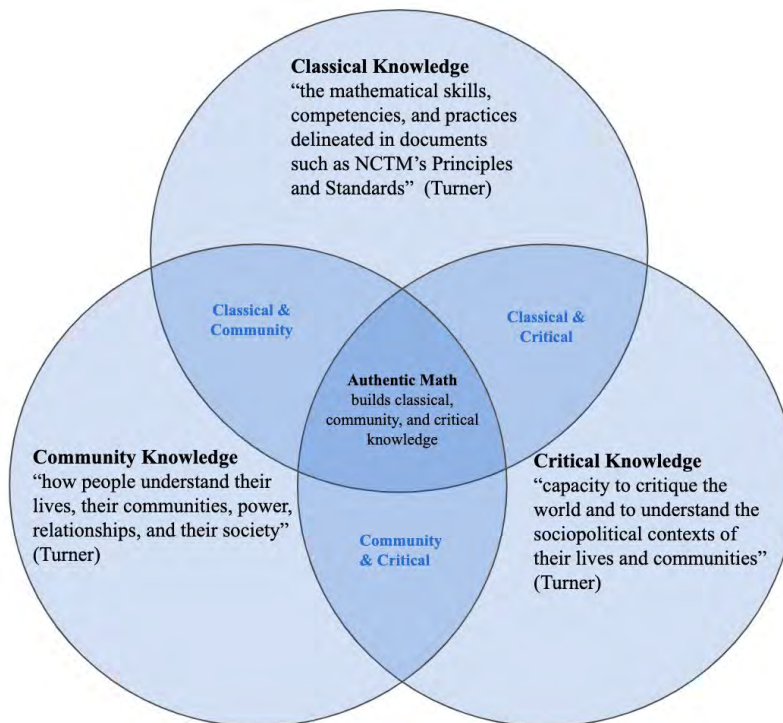 Classical Knowledge
“the mathematical skills,
competencies, and practices
delineated in documents
such as NCTM’s Principles
and Standards” (Turner)
Classical &
Community
Classical &
Critical
Authentic Math
builds classical,
community, and critical
knowledge
Community Knowledge
“how people understand their
lives, their communities, power,
relationships, and their society”
(Turner)
Critical Knowledge
“capacity to critique the
world and to understand the
sociopolitical contexts of
their lives and communities”
(Turner)
Community
& Critical